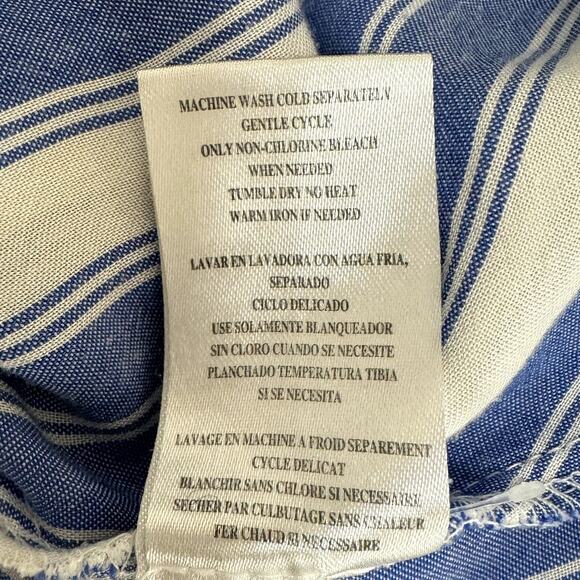 MACHINE WASH COLD SEPARATELY
GENTLE CYCLE
ONLY NON-CHLORINE BLEACH
WHEN NEEDED
TUMBLE DRY NO HEAT
WARM IRON IF NEEDED
LAVAR EN LAVADORA CON AGUA FRIA,
SEPARADO
CICLO DELICADO
USE SOLAMENTE BLANQUEADOR
SIN CLORO CUANDO SE NECESITE
PLANCHADO TEMPERATURA TIBIA
SI SE NECESITA
LAVAGE EN MACHINE A FROID SEPAREMENT
CYCLE DELICAT
BLANCHIR SANS CHLORE SI NECESSAIRE
SECHER PAR CULBUTAGE SANS CHALEUR
FER CHAUD SI NECESSAIRE